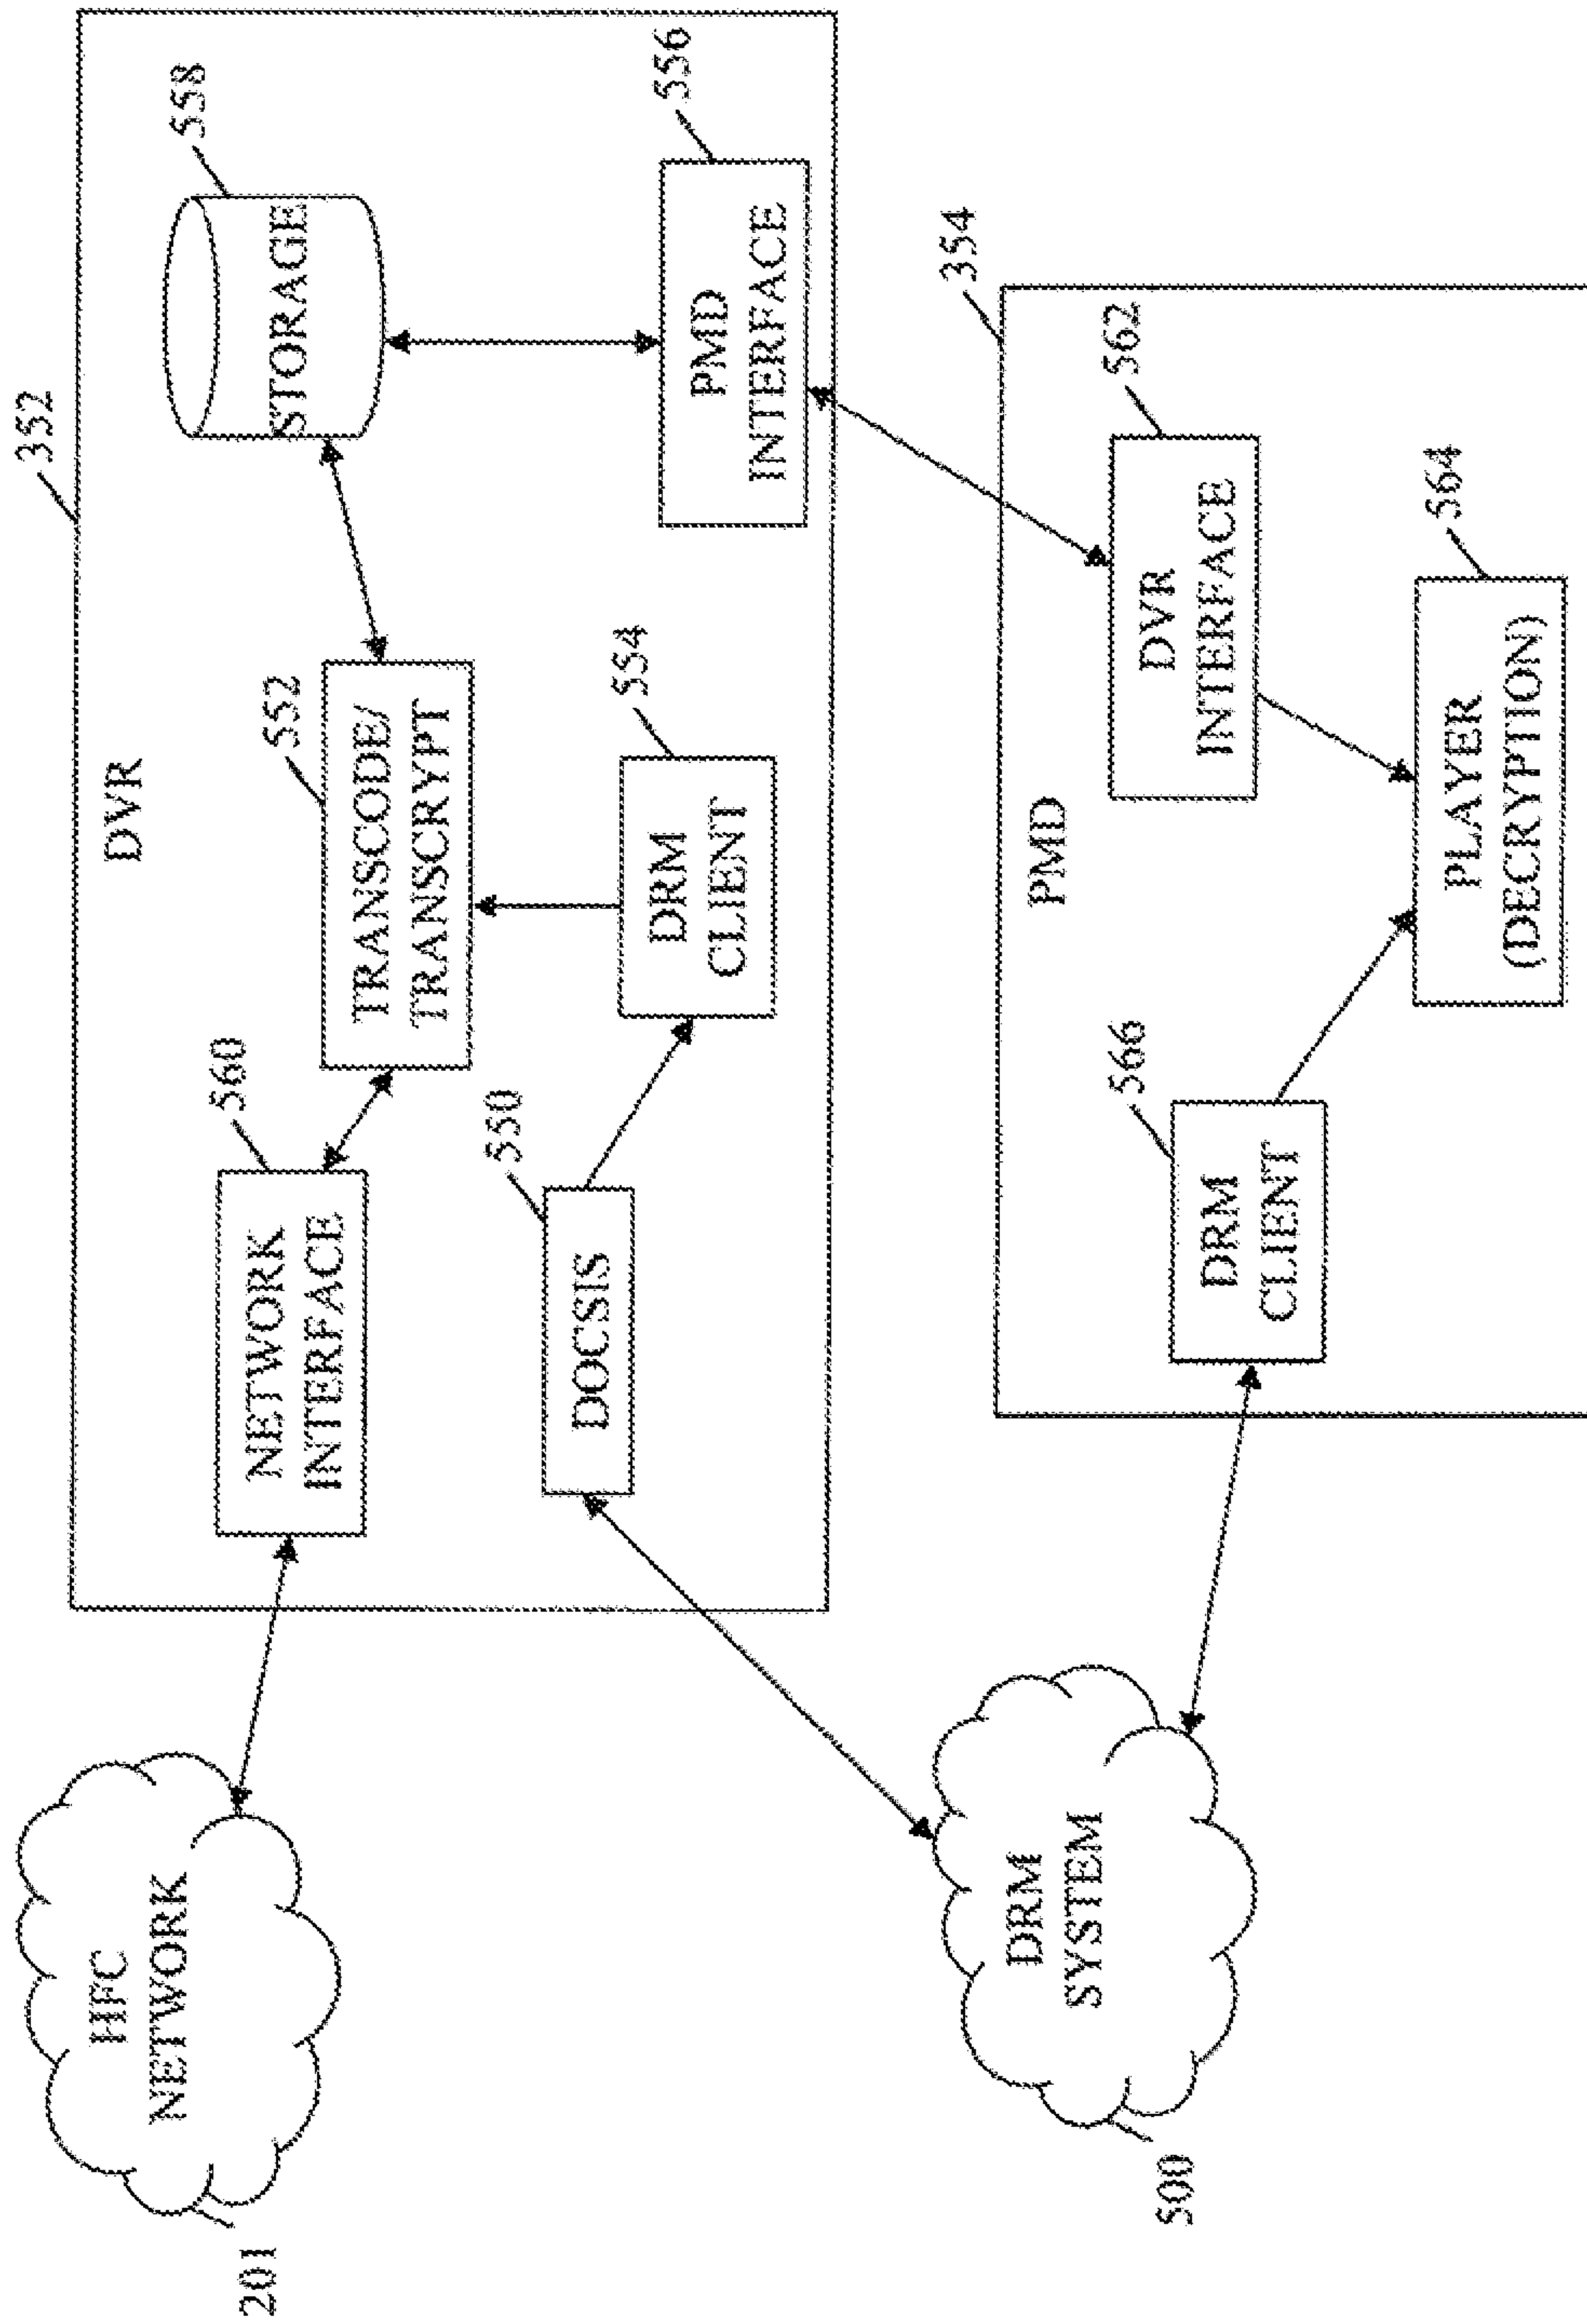 352
DVR
558
STORAGE
560
NETWORK
INTERFACE
552
TRANSCODE/
TRANSCRYPT
HFC
NETWORK
201
550
DOCSIS
554
DRM
CLIENT
556
PMD
INTERFACE
354
PMD
DRM
SYSTEM
500
566
DRM
CLIENT
562
DVR
INTERFACE
564
PLAYER
(DECRYPTION)